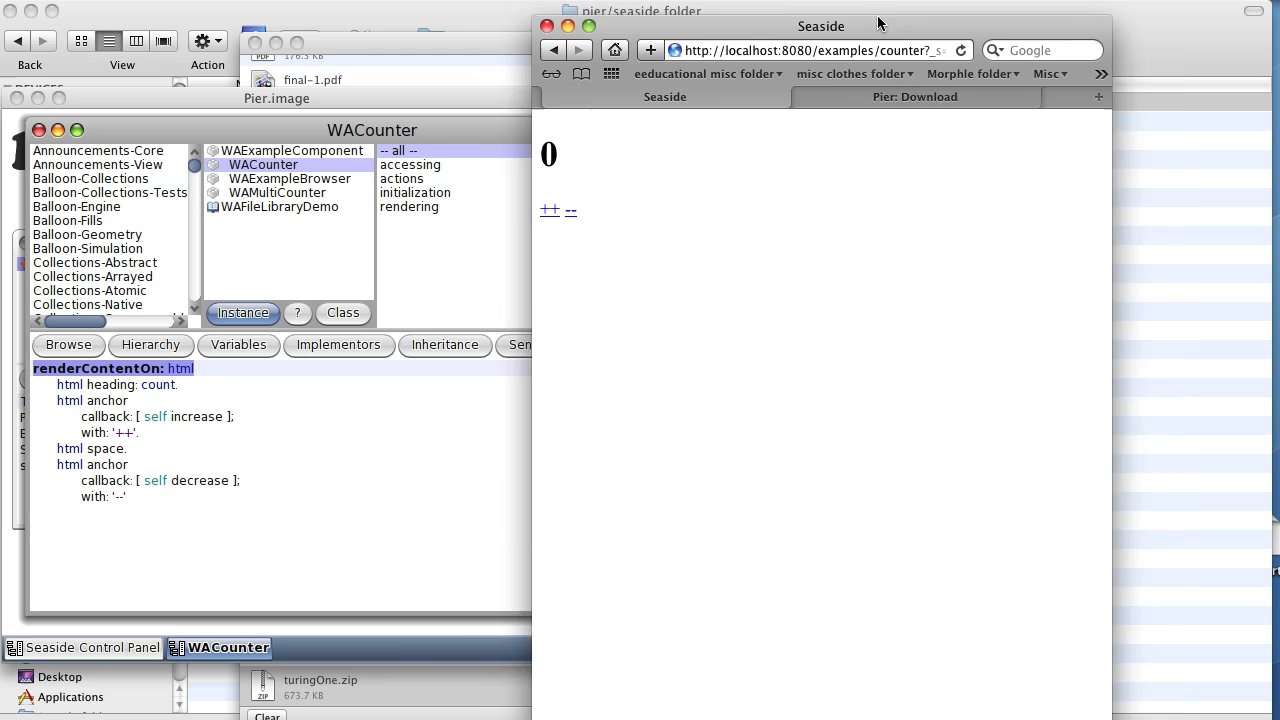 pier/seaside folder
Back
View
Action
176.3 KB
final-1.pdf
Pier.image
WACounter
Announcements-Core
Announcements-View
Balloon-Collections
Balloon-Collections-Tests
Balloon-Engine
Balloon-Fills
Balloon-Geometry
Balloon-Simulation
Collections-Abstract
Collections-Arrayed
Collections-Atomic
Collections-Native
WAExampleComponent
WACounter
WAExampleBrowser
WAMultiCounter
WAFileLibraryDemo
-- all --
accessing
actions
initialization
rendering
Instance
?
Class
Browse
Hierarchy
Variables
Implementors
Inheritance
Sen
renderContentOn: html
html heading: count.
html anchor
callback: [ self increase ];
with: '++'.
html space.
html anchor
callback: [ self decrease ];
with: '--'
Seaside Control Panel
WACounter
Desktop
Applications
turingOne.zip
673.7 KB
ZIP
Clear
Seaside
http://localhost:8080/examples/counter?_s
Google
eeducational misc folder
misc clothes folder
Morphle folder
Misc
Seaside
Pier: Download
0
++ --